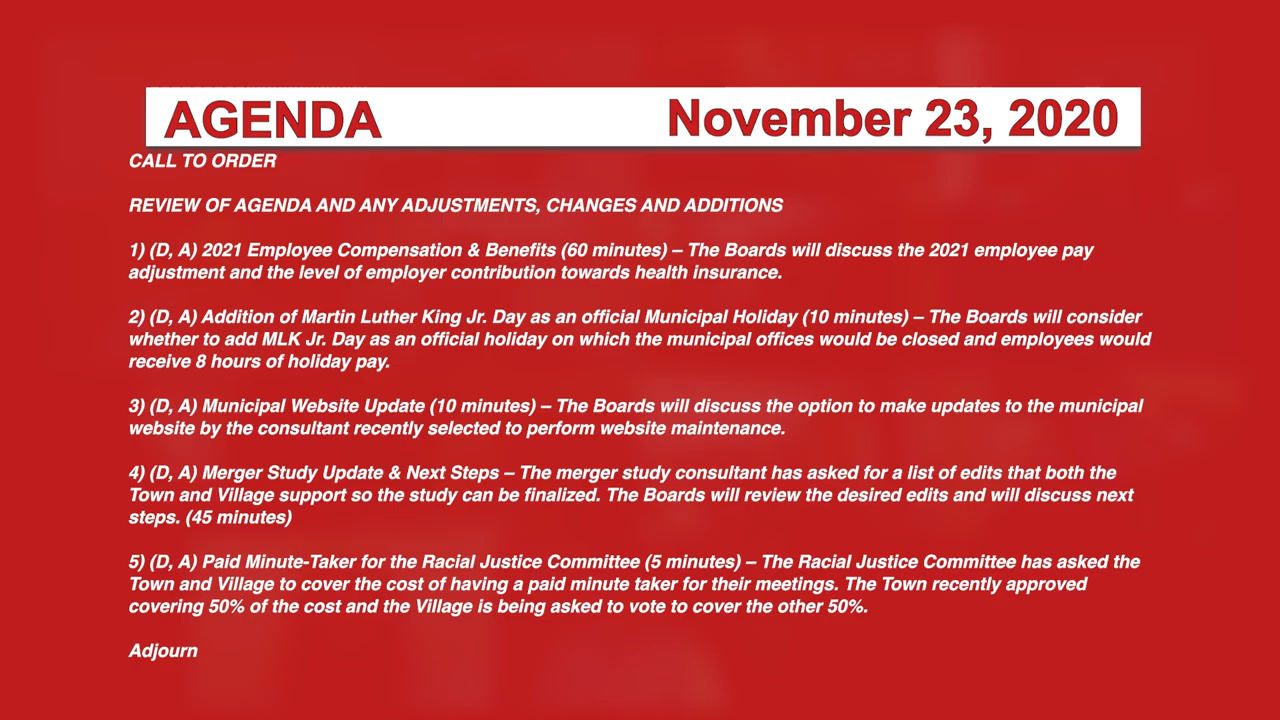 AGENDA November 23, 2020
CALL TO ORDER
REVIEW OF AGENDA AND ANY ADJUSTMENTS, CHANGES AND ADDITIONS
1) (D, A) 2021 Employee Compensation & Benefits (60 minutes) – The Boards will discuss the 2021 employee pay
adjustment and the level of employer contribution towards health insurance.
2) (D, A) Addition of Martin Luther King Jr. Day as an official Municipal Holiday (10 minutes) – The Boards will consider
whether to add MLK Jr. Day as an official holiday on which the municipal offices would be closed and employees would
receive 8 hours of holiday pay.
3) (D, A) Municipal Website Update (10 minutes) – The Boards will discuss the option to make updates to the municipal
website by the consultant recently selected to perform website maintenance.
4) (D, A) Merger Study Update & Next Steps – The merger study consultant has asked for a list of edits that both the
Town and Village support so the study can be finalized. The Boards will review the desired edits and will discuss next
steps. (45 minutes)
5) (D, A) Paid Minute-Taker for the Racial Justice Committee (5 minutes) – The Racial Justice Committee has asked the
Town and Village to cover the cost of having a paid minute taker for their meetings. The Town recently approved
covering 50% of the cost and the Village is being asked to vote to cover the other 50%.
Adjourn